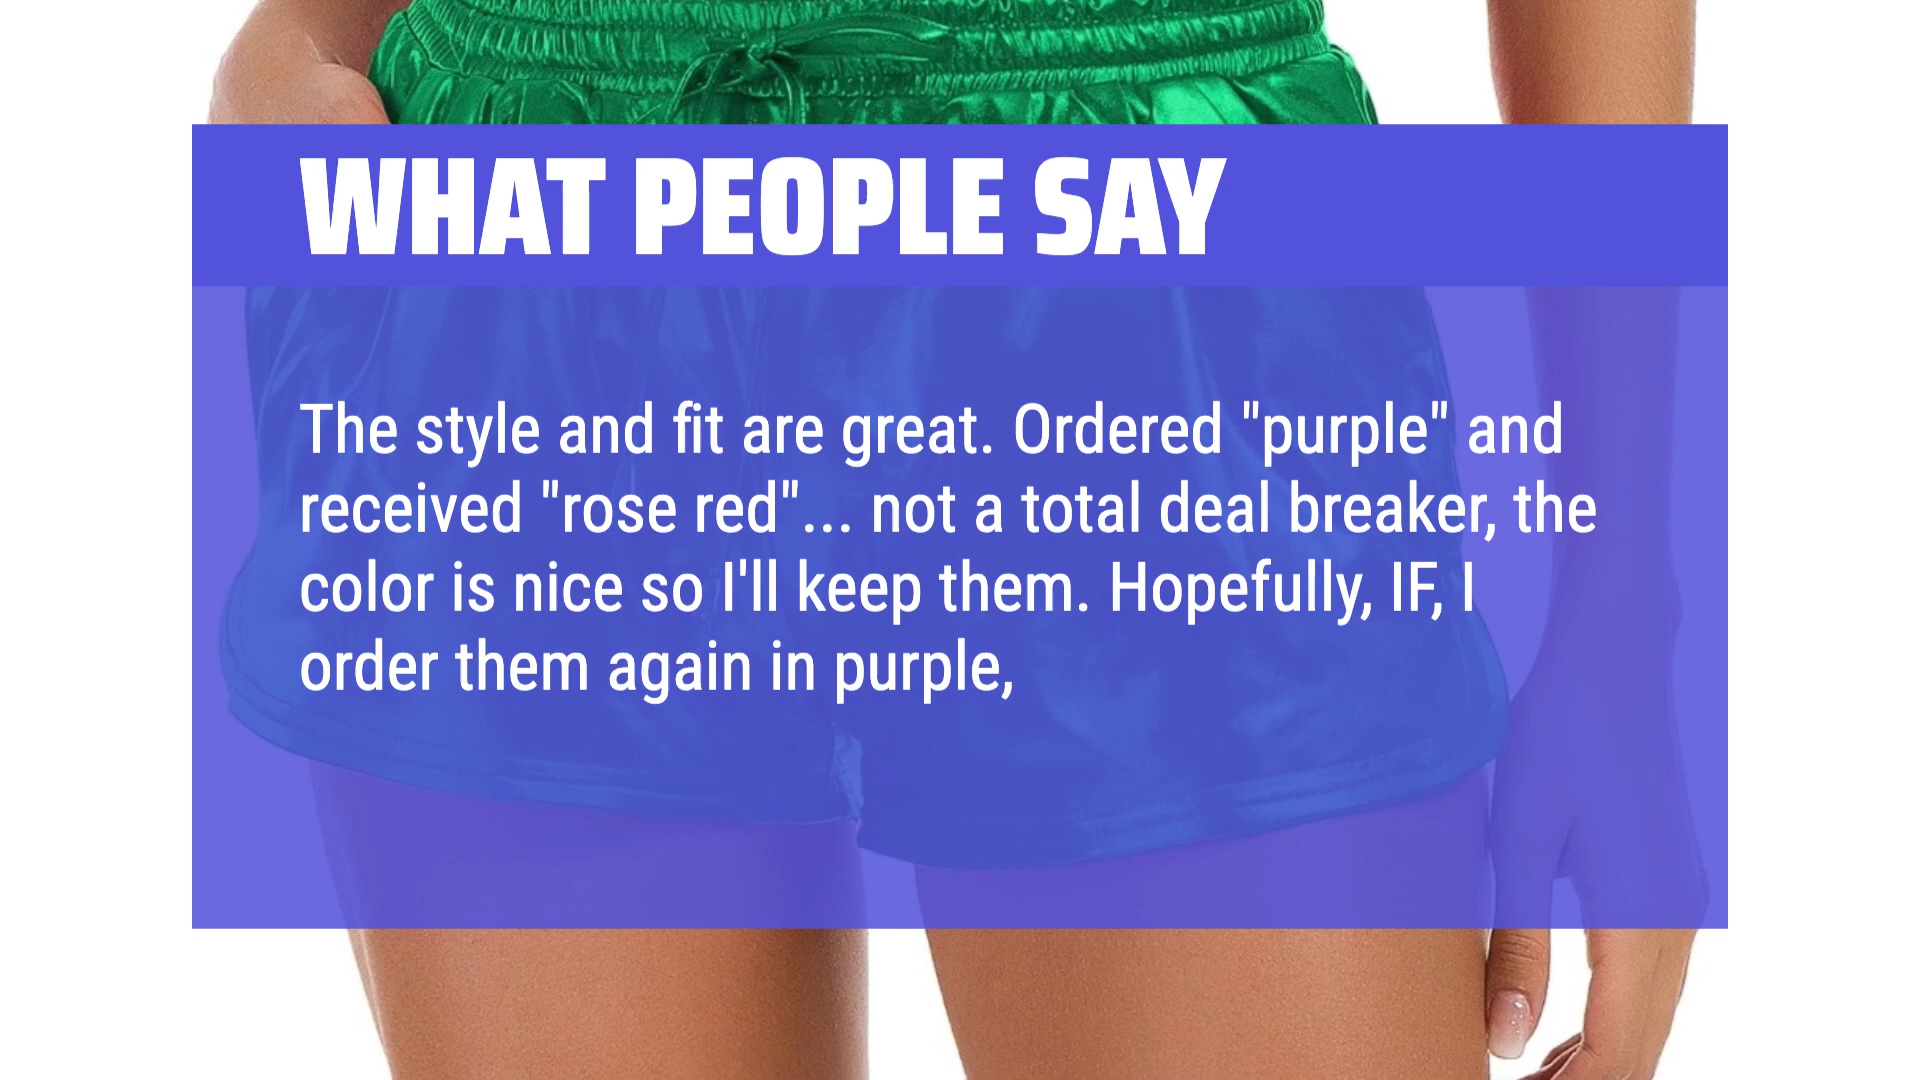 WHAT PEOPLE SAY
The style and fit are great. Ordered "purple" and
received "rose red"... not a total deal breaker, the
color is nice so I'll keep them. Hopefully, IF, I
order them again in purple,